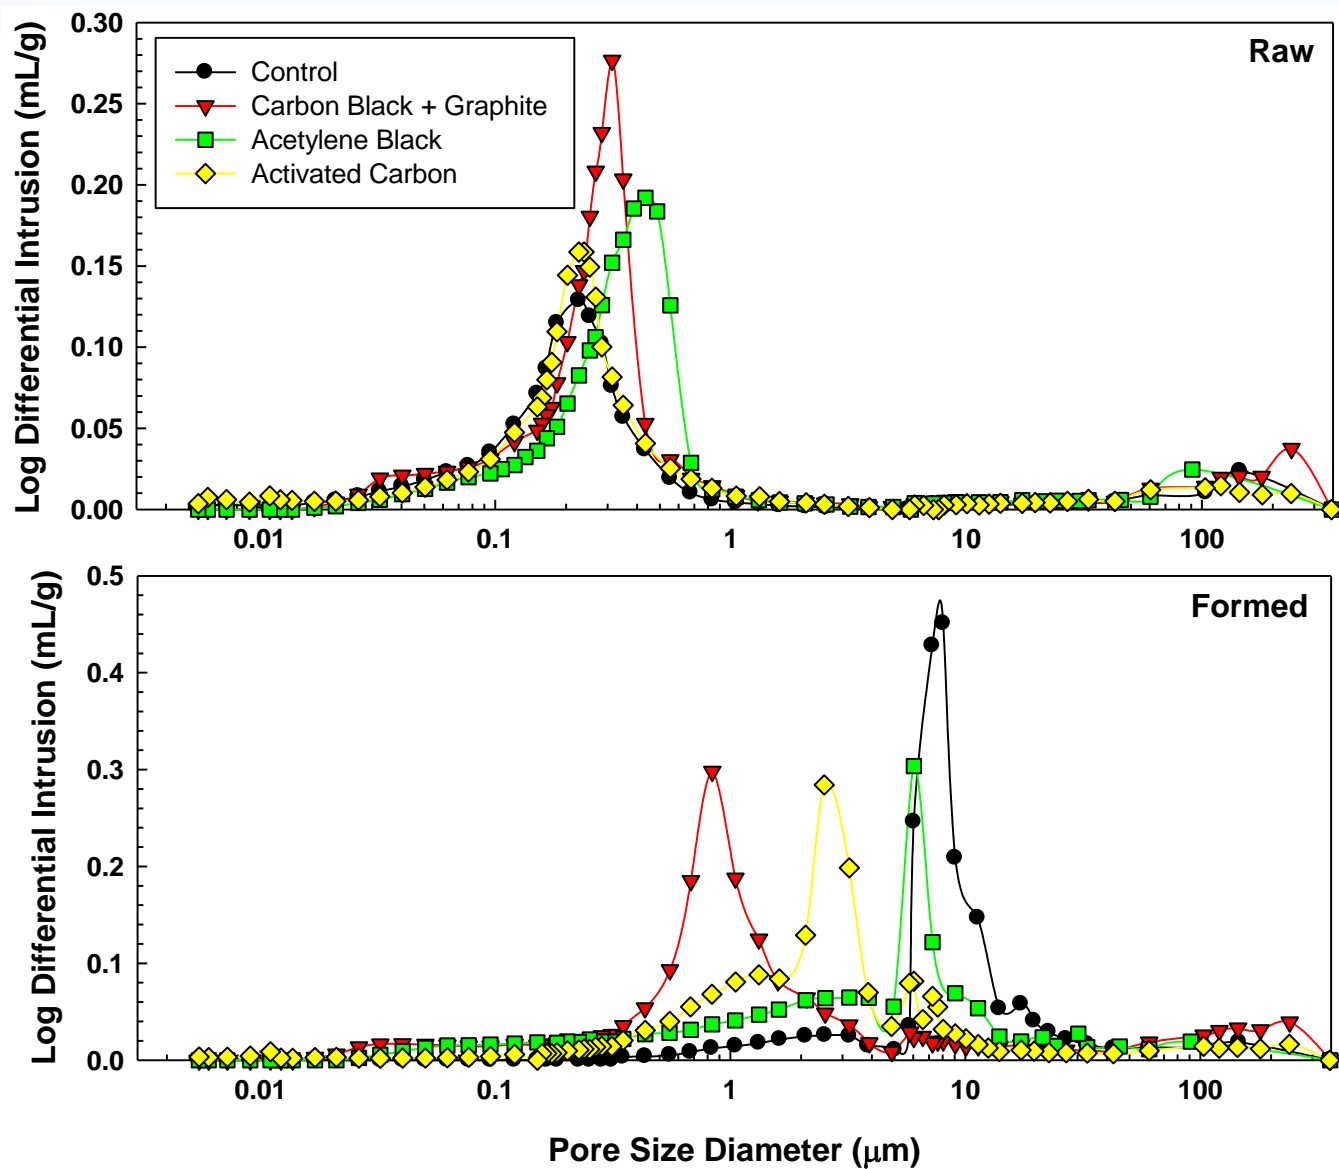 Log Differential Intrusion (mL/g)
0.30
0.25
0.20
0.15
0.10
0.05
0.00
Raw
Control
Carbon Black + Graphite
Acetylene Black
Activated Carbon
0.01 0.1 1 10 100
Log Differential Intrusion (mL/g)
0.5
0.4
0.3
0.2
0.1
0.0
Formed
0.01 0.1 1 10 100
Pore Size Diameter (μm)